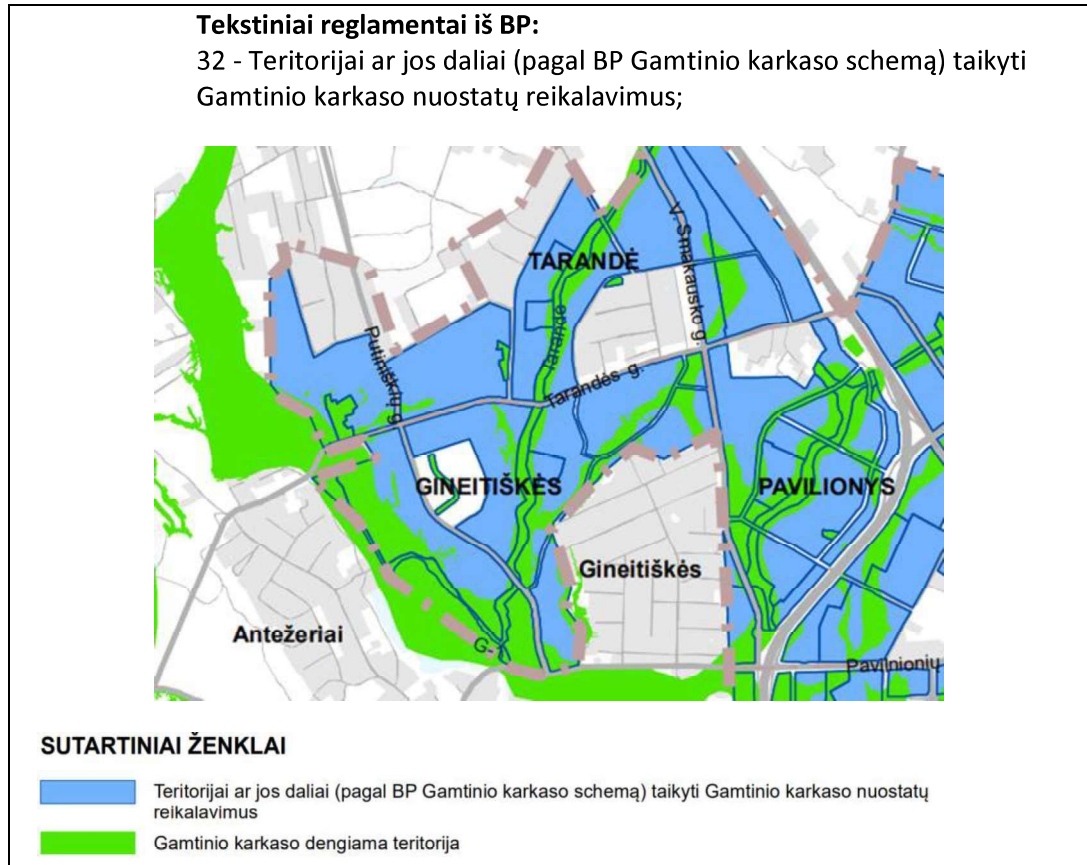 Tekstiniai reglamentai iš BP:
32 - Teritorijai ar jos daliai (pagal BP Gamtinio karkaso schemą) taikyti
Gamtinio karkaso nuostatų reikalavimus;
V. Smakausko g.
TARANDĖ
Putiniškių g.
Tarandė
Tarandės g.
GINEITIŠKĖS
PAVILIONYS
Gineitiškės
Antežeriai
G-
Pavilnionių
SUTARTINIAI ŽENKLAI
Teritorijai ar jos daliai (pagal BP Gamtinio karkaso schemą) taikyti Gamtinio karkaso nuostatų
reikalavimus
Gamtinio karkaso dengiama teritorija